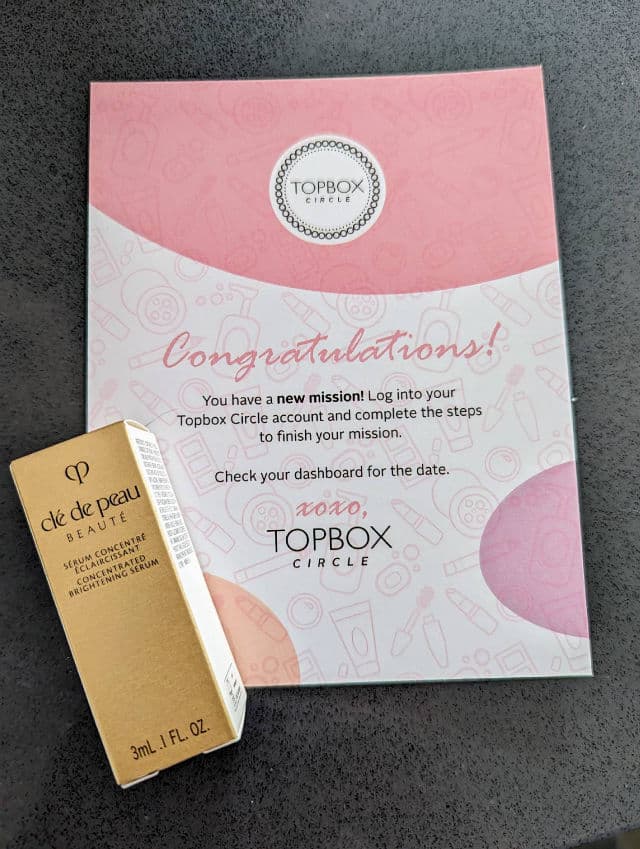 TOPBOX
CIRCLE
Congratulations!
You have a new mission! Log into your
Topbox Circle account and complete the steps
to finish your mission.
Check your dashboard for the date.
xoxo,
TOPBOX
CIRCLE
clé de peau
BEAUTÉ
SÉRUM CONCENTRÉ
ÉCLAIRCISSANT
CONCENTRATED
BRIGHTENING SERUM
3mL .1 FL. OZ.